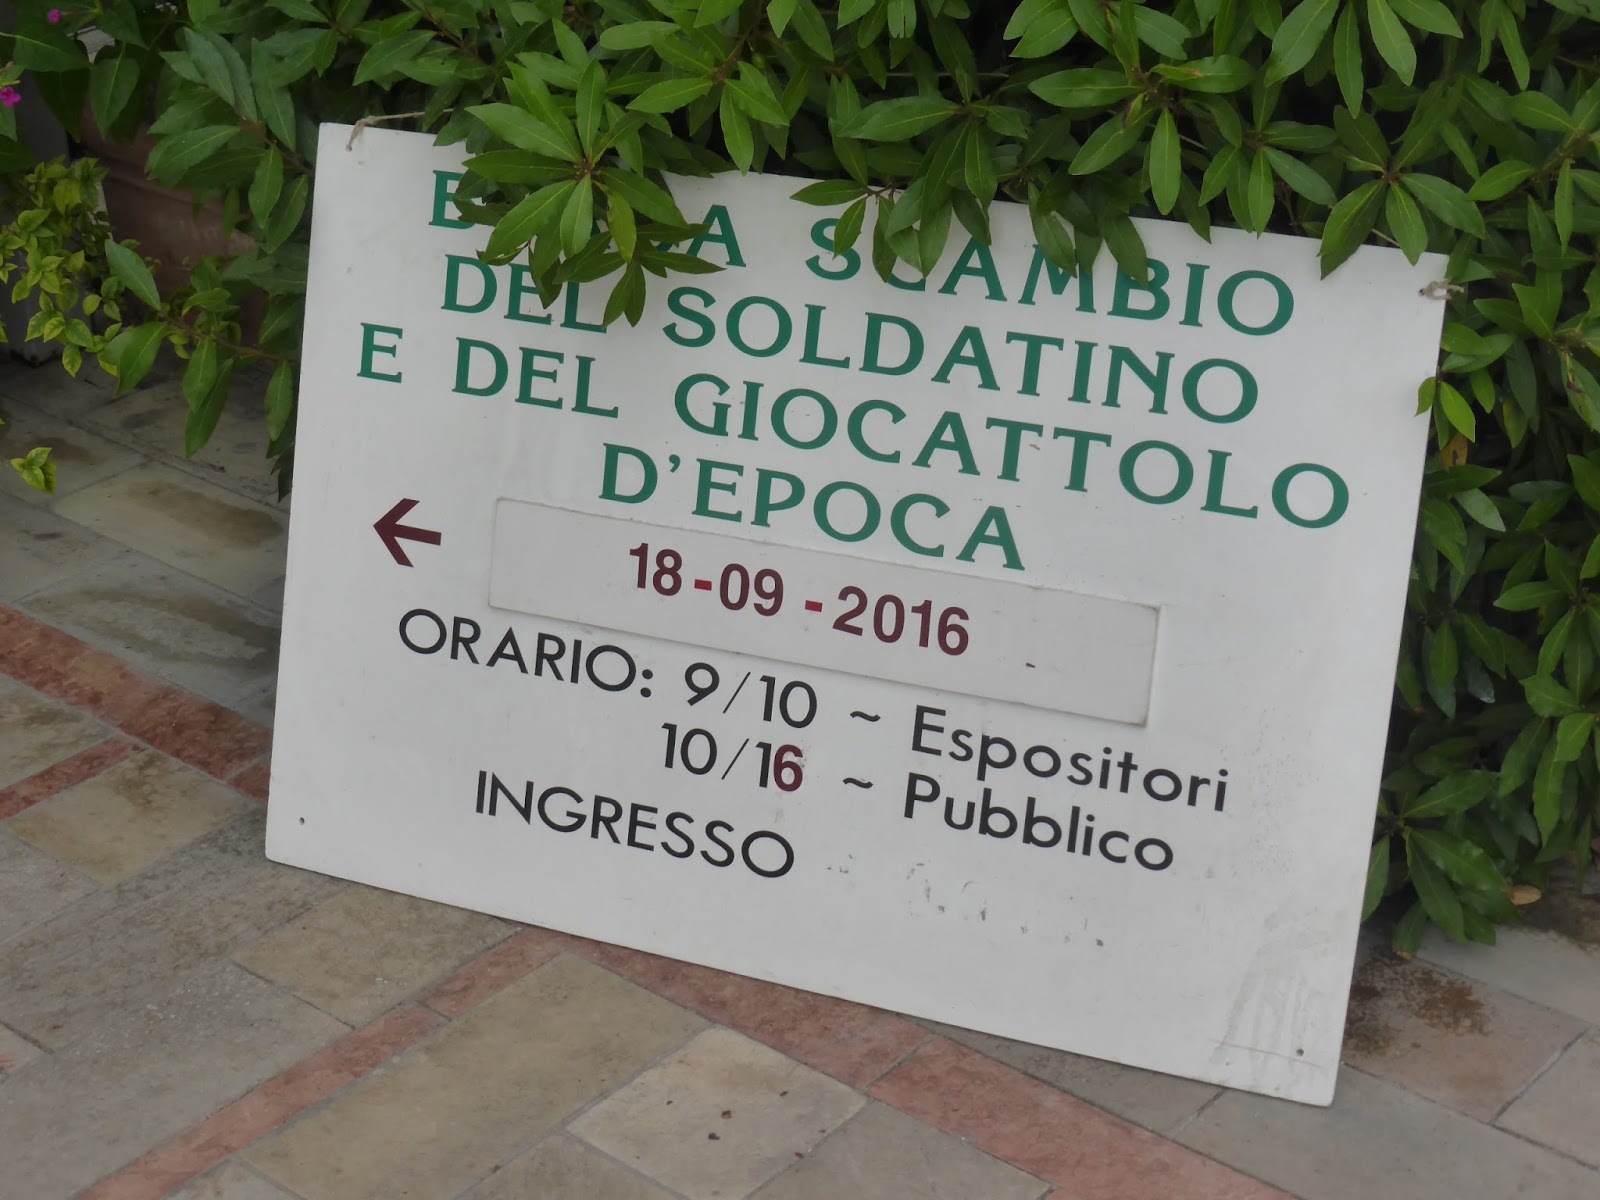 SCAMBIO
DEL SOLDATINO
E DEL GIOCATTOLO
D'EPOCA
18-09-2016
ORARIO: 9/10 ~ Espositori
10/16 ~ Pubblico
INGRESSO